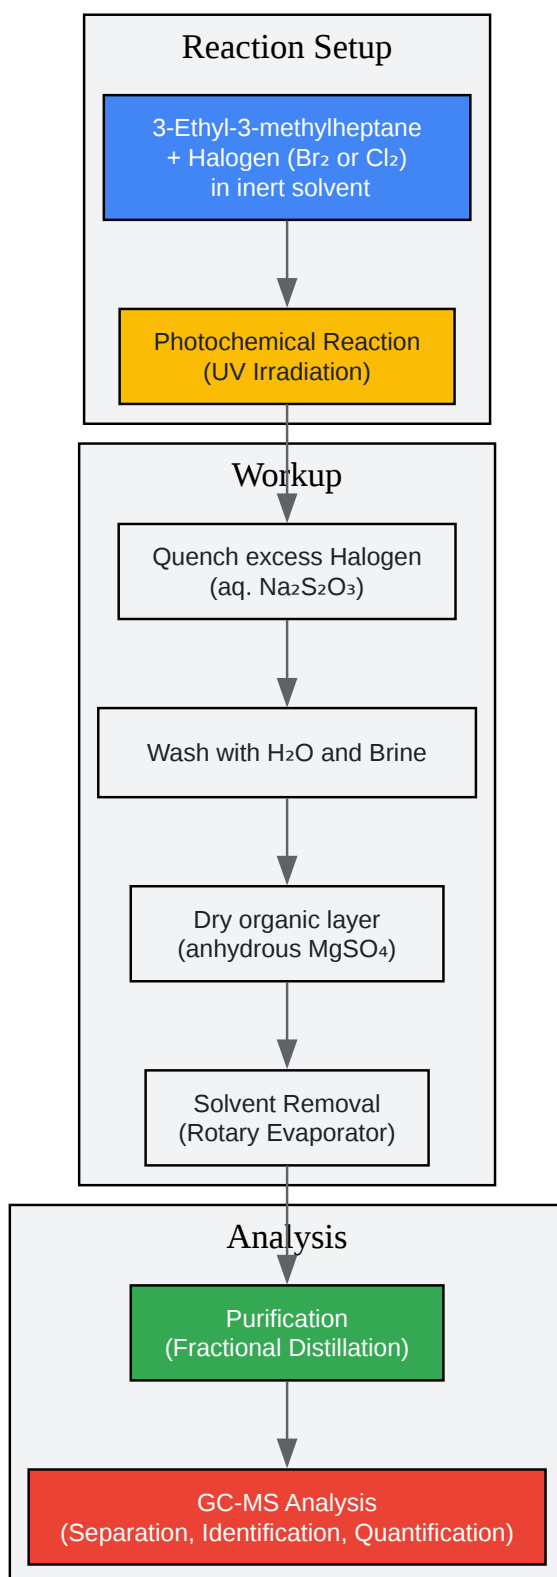 Reaction Setup
3-Ethyl-3-methylheptane
+ Halogen (Br₂ or Cl₂)
in inert solvent
Photochemical Reaction
(UV Irradiation)
Workup
Quench excess Halogen
(aq. Na₂S₂O₃)
Wash with H₂O and Brine
Dry organic layer
(anhydrous MgSO₄)
Solvent Removal
(Rotary Evaporator)
Analysis
Purification
(Fractional Distillation)
GC-MS Analysis
(Separation, Identification, Quantification)